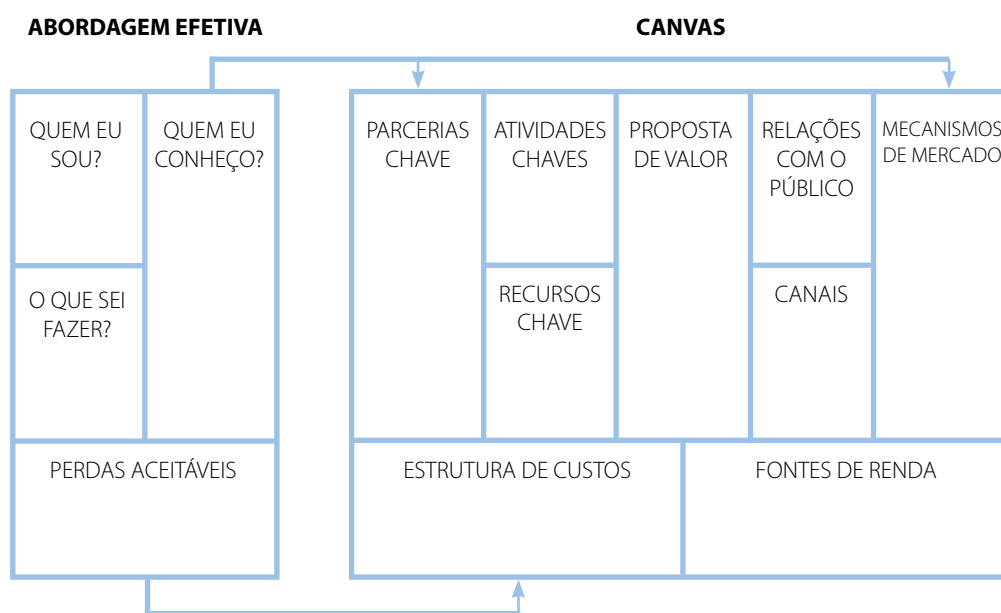 ABORDAGEM EFETIVA
CANVAS
QUEM EU
SOU?
QUEM EU
CONHEÇO?
O QUE SEI
FAZER?
PERDAS ACEITÁVEIS
PARCERIAS
CHAVE
ATIVIDADES
CHAVES
RECURSOS
CHAVE
PROPOSTA
DE VALOR
RELAÇÕES
COM O
PÚBLICO
CANAIS
MECANISMOS
DE MERCADO
ESTRUTURA DE CUSTOS
FONTES DE RENDA